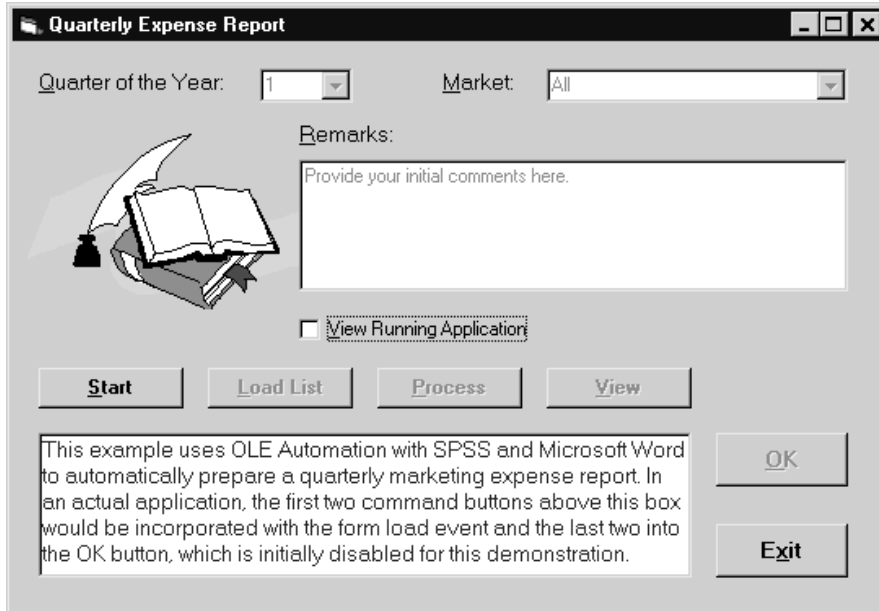 Quarterly Expense Report
Quarter of the Year: 1 Market: All
Remarks:
Provide your initial comments here.
View Running Application
Start Load List Process View
This example uses OLE Automation with SPSS and Microsoft Word
to automatically prepare a quarterly marketing expense report. In
an actual application, the first two command buttons above this box
would be incorporated with the form load event and the last two into
the OK button, which is initially disabled for this demonstration.
OK
Exit